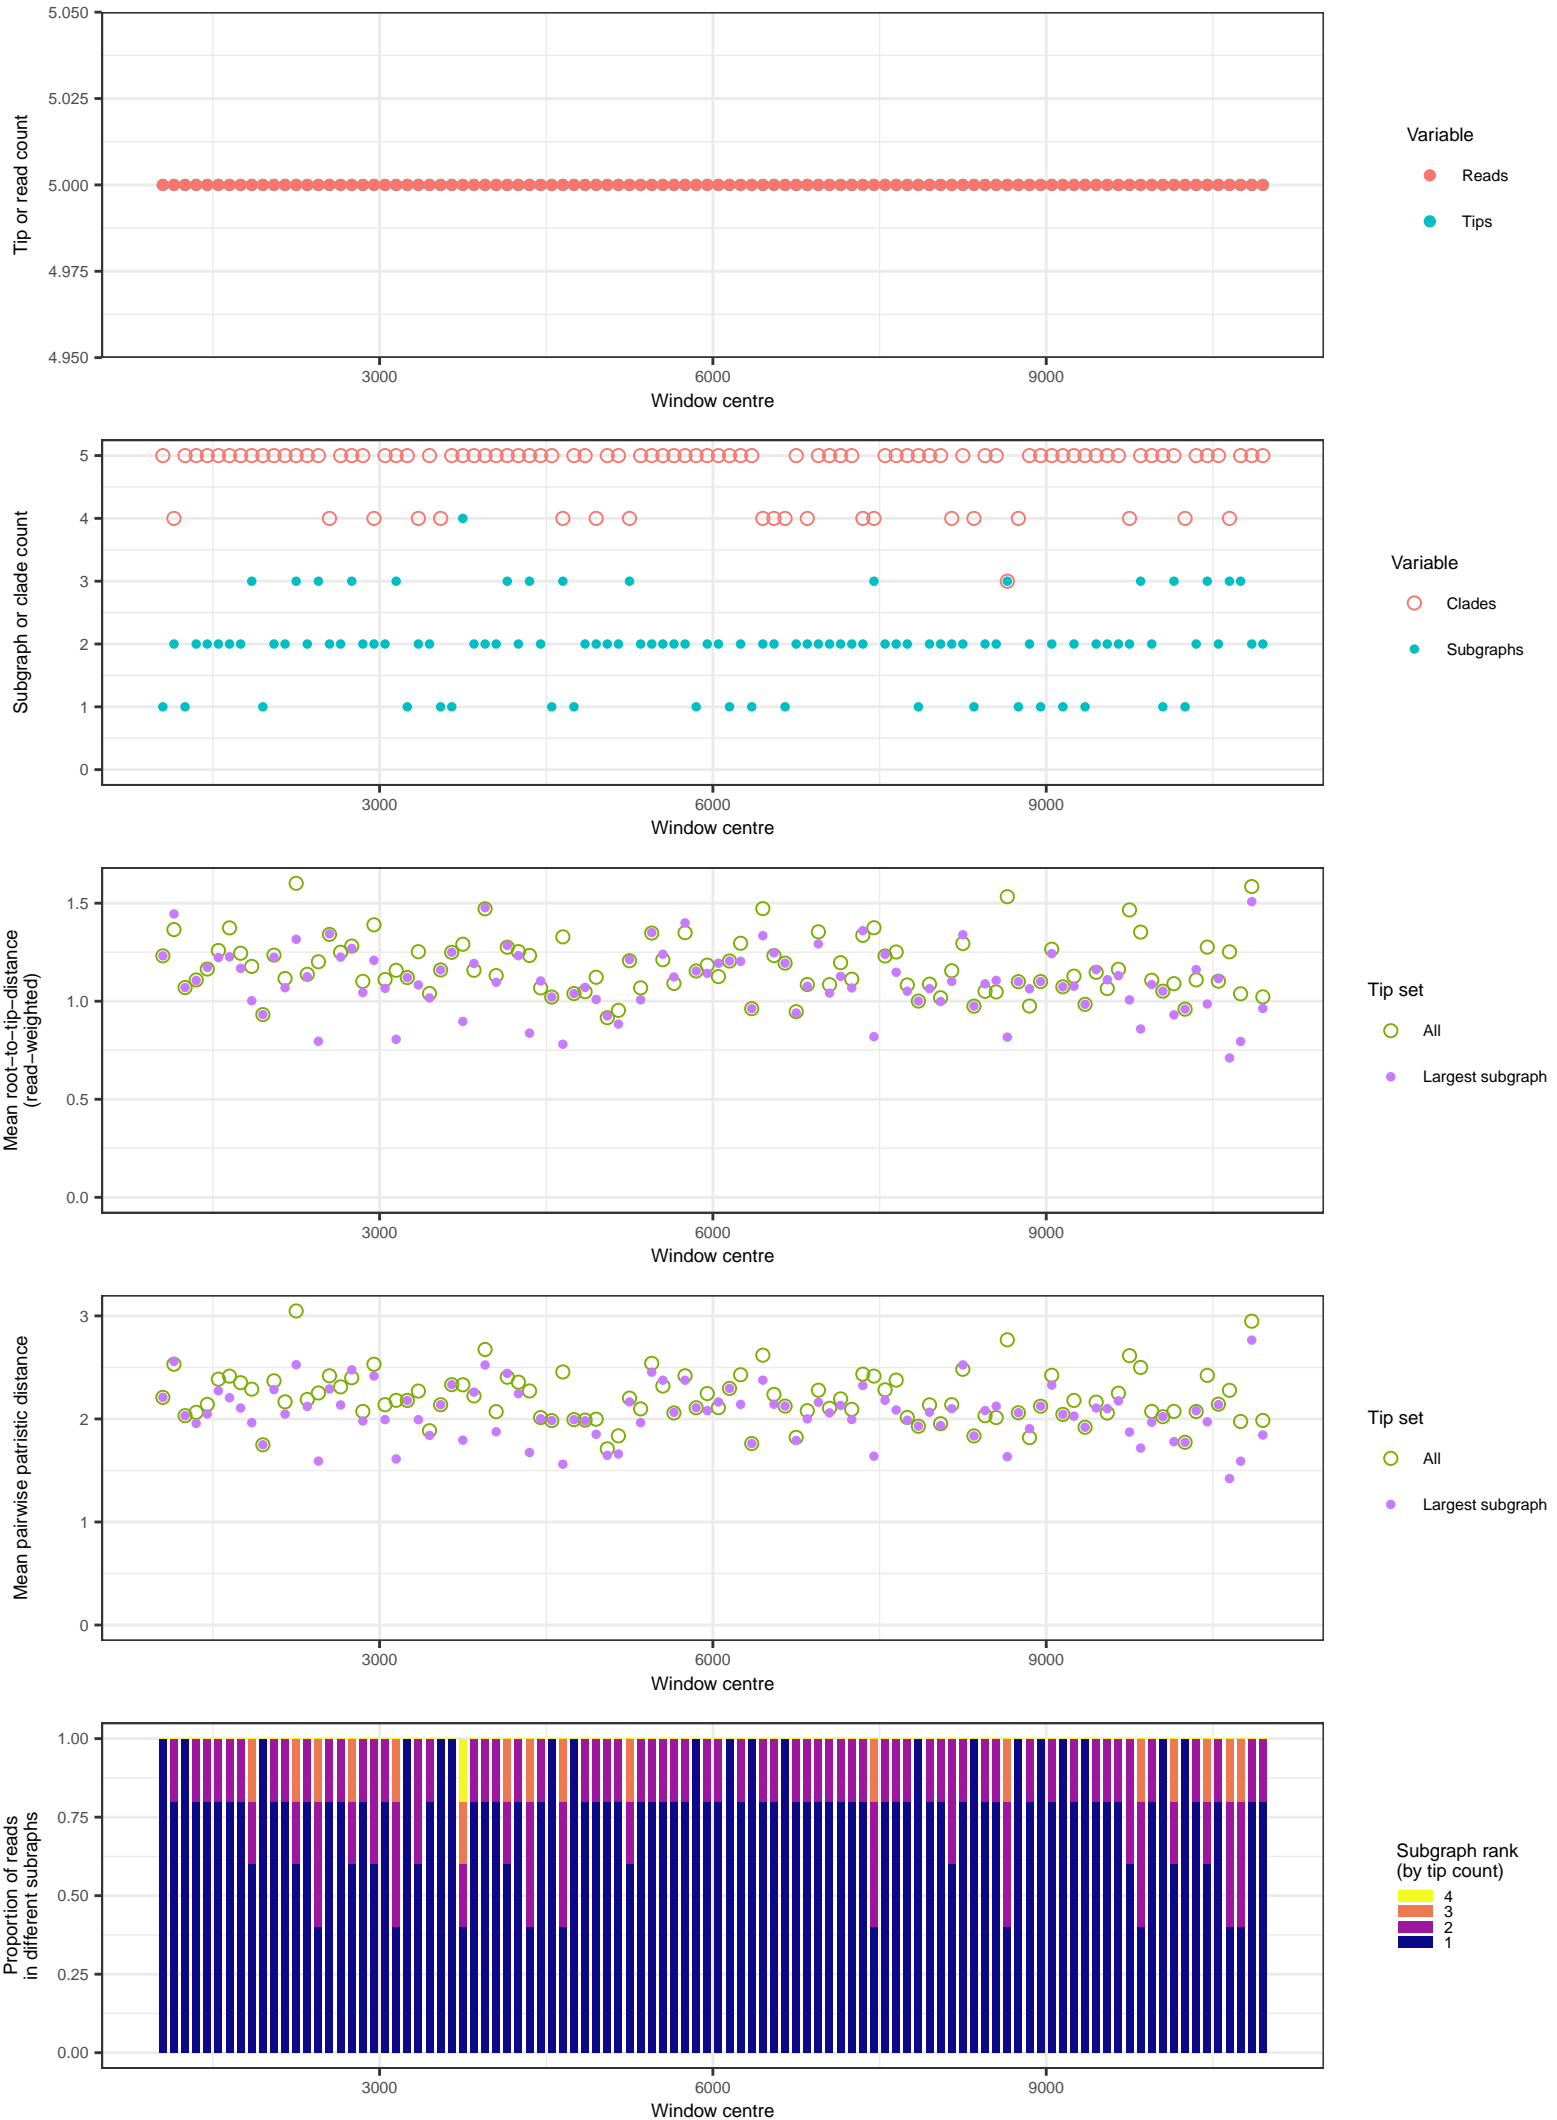 5.050
5.025
5.000
4.975
4.950
Tip or read count
3000 6000 9000
Window centre
Variable
Reads
Tips
5
4
3
2
1
0
Subgraph or clade count
3000 6000 9000
Window centre
Variable
Clades
Subgraphs
1.5
1.0
0.5
0.0
Mean root−to−tip−distance
(read−weighted)
3000 6000 9000
Window centre
Tip set
All
Largest subgraph
3
2
1
0
Mean pairwise patristic distance
3000 6000 9000
Window centre
Tip set
All
Largest subgraph
1.00
0.75
0.50
0.25
0.00
Proportion of reads
in different subraphs
3000 6000 9000
Window centre
Subgraph rank
(by tip count)
4
3
2
1